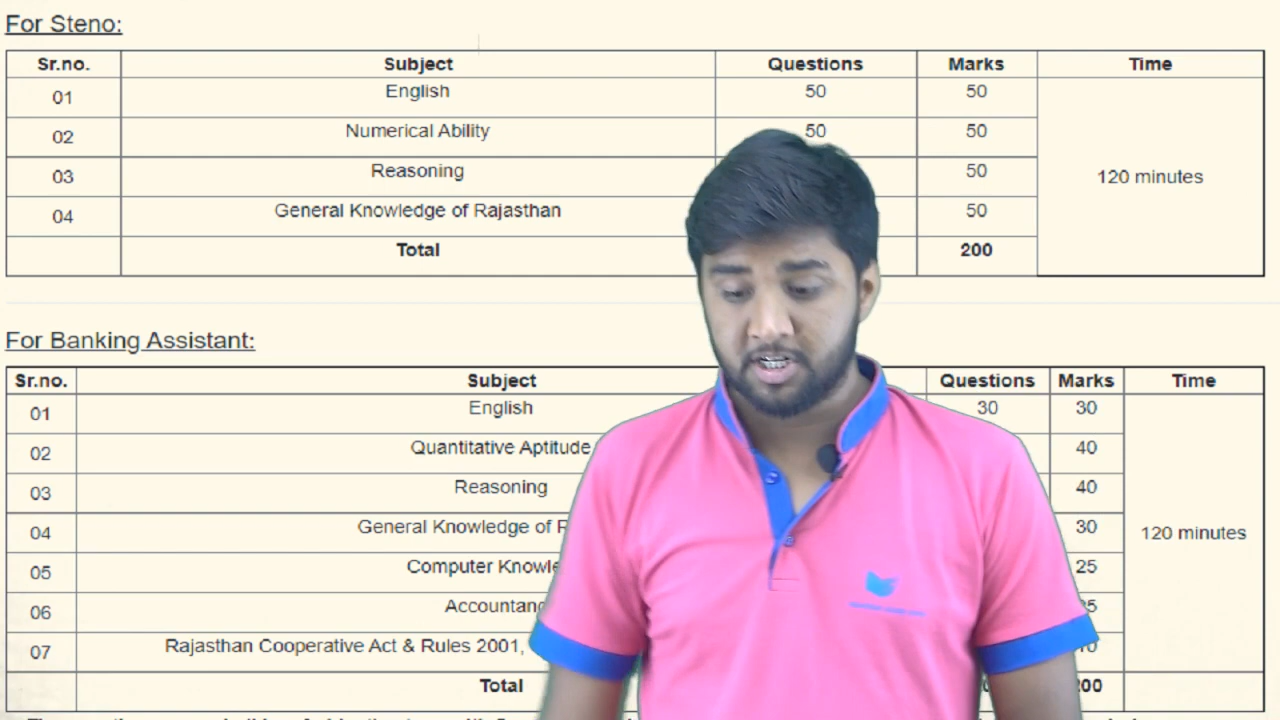 For Steno:
Sr.no. Subject Questions Marks Time
01 English 50 50
02 Numerical Ability 50 50
03 Reasoning 50
04 General Knowledge of Rajasthan 50
120 minutes
Total 200
For Banking Assistant:
Sr.no. Subject Questions Marks Time
01 English 30 30
02 Quantitative Aptitude 40
03 Reasoning 40
04 General Knowledge of 30
120 minutes
05 Computer 25
06
07 Rajasthan Cooperative Act & Rules 2001,
Total